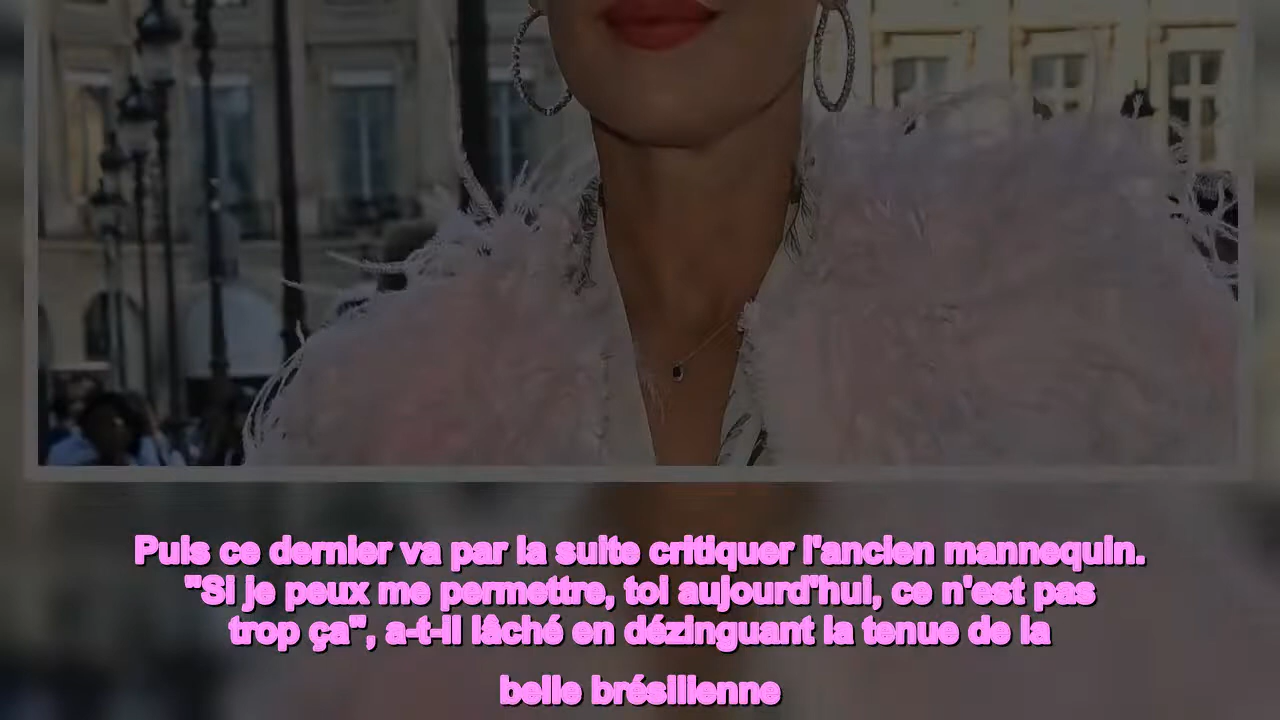 Puis ce dernier va par la suite critiquer l'ancien mannequin.
"Si je peux me permettre, toi aujourd'hui, ce n'est pas
trop ça", a-t-il lâché en dézinguant la tenue de la
belle brésilienne